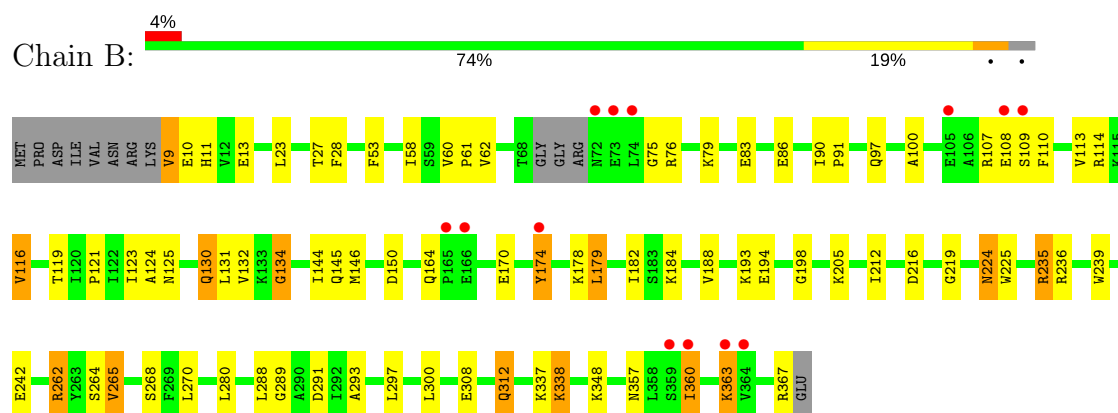 4%
Chain B:
74% 19% • •
MET PRO ASP ILE VAL ASN ARG LYS V9 E10 H11 V12 E13 L23 T27 F28 F53 I58 S59 V60 P61 V62 T68 GLY GLY ARG N72 E73 L74 G75 R76 K79 E83 E86 I90 P91 Q97 A100 E105 A106 R107 E108 S109 F110 V113 R114 K115
V116 T119 I120 P121 I122 I123 A124 N125 Q130 L131 V132 K133 G134 I144 Q145 M146 D150 Q164 P165 E166 E170 Y174 K178 L179 I182 S183 K184 V188 K193 E194 G198 K205 I212 D216 G219 N224 W225 R235 R236 W239
E242 R262 Y263 S264 V265 S268 F269 L270 L280 L288 G289 A290 D291 I292 A293 L297 L300 E308 Q312 K337 K338 K348 N357 L358 S359 I360 K363 V364 R367 GLU